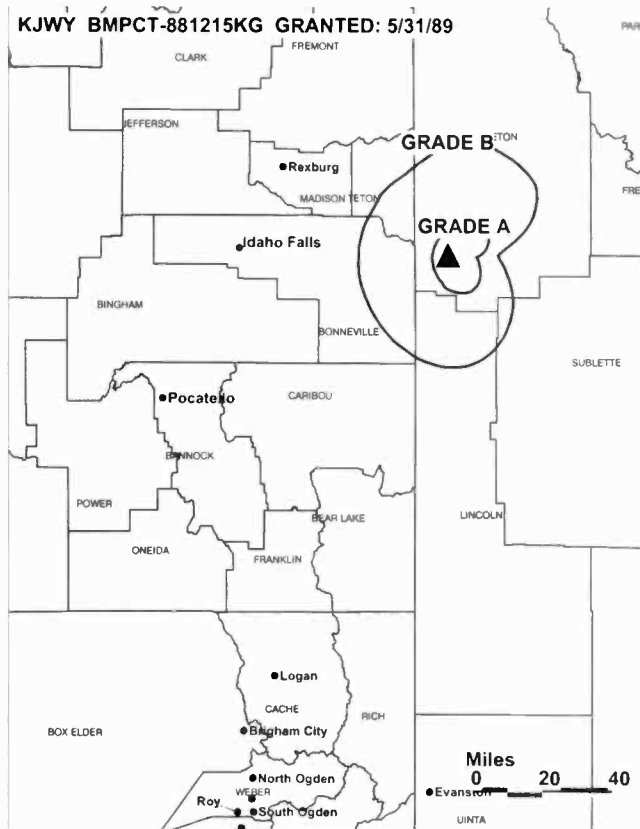 KJWY BMPCT-881215KG GRANTED: 5/31/89
FREMONT
CLARK
JEFFERSON
GRADE B
Rexburg
MADISON TETON
GRADE A
Idaho Falls
BINGHAM
BONNEVILLE
SUBLETTE
Pocatello
CARIBOU
BANNOCK
POWER
BEAR LAKE
LINCOLN
ONEIDA
FRANKLIN
Logan
CACHE
RICH
BOX ELDER
Brigham City
Miles
0 20 40
North Ogden
WEBER
Evanston
Roy
South Ogden
UINTA